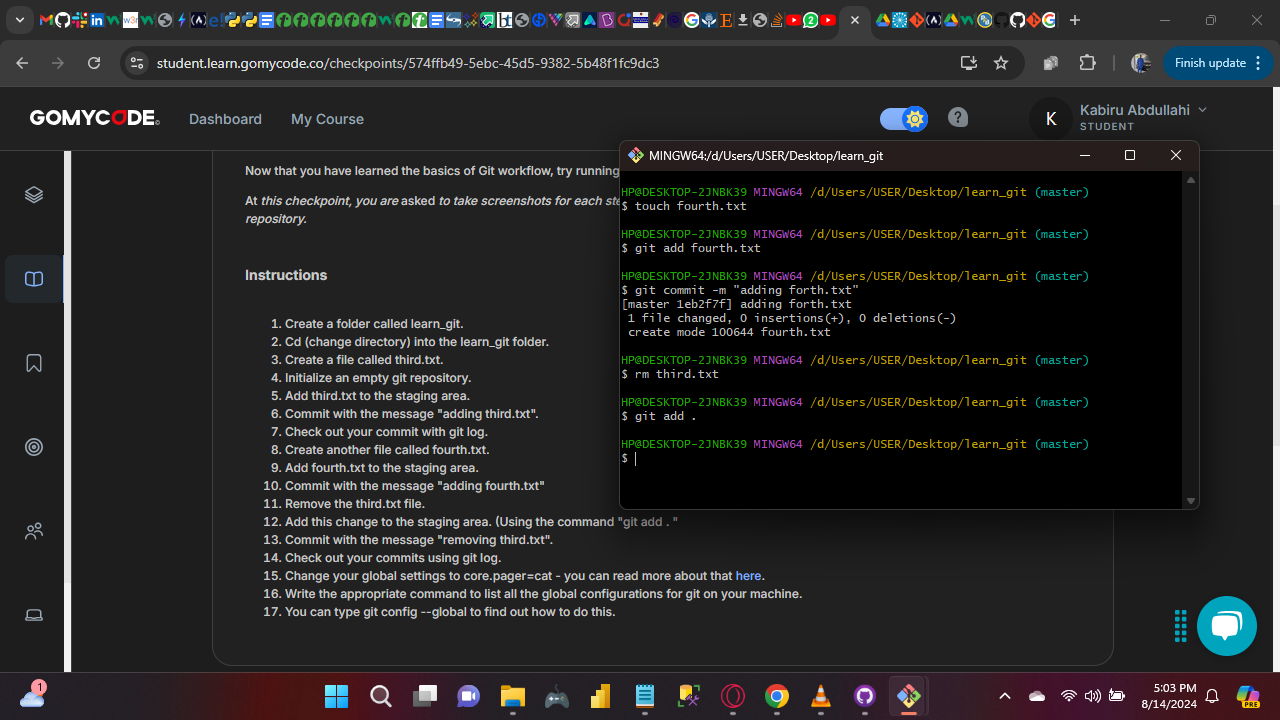 student.learn.gomycode.co/checkpoints/574ffb49-5ebc-45d5-9382-5b48f1fc9dc3
Finish update
GOMYCODE
Dashboard
My Course
K
Kabiru Abdullahi
STUDENT
Now that you have learned the basics of Git workflow, try running
At this checkpoint, you are asked to take screenshots for each ste
repository.
Instructions
1. Create a folder called learn_git.
2. Cd (change directory) into the learn_git folder.
3. Create a file called third.txt.
4. Initialize an empty git repository.
5. Add third.txt to the staging area.
6. Commit with the message "adding third.txt".
7. Check out your commit with git log.
8. Create another file called fourth.txt.
9. Add fourth.txt to the staging area.
10. Commit with the message "adding fourth.txt"
11. Remove the third.txt file.
12. Add this change to the staging area. (Using the command "git add . "
13. Commit with the message "removing third.txt".
14. Check out your commits using git log.
15. Change your global settings to core.pager=cat - you can read more about that here.
16. Write the appropriate command to list all the global configurations for git on your machine.
17. You can type git config --global to find out how to do this.
MINGW64:/d/Users/USER/Desktop/learn_git
HP@DESKTOP-2JNBK39 MINGW64 /d/Users/USER/Desktop/learn_git (master)
$ touch fourth.txt
HP@DESKTOP-2JNBK39 MINGW64 /d/Users/USER/Desktop/learn_git (master)
$ git add fourth.txt
HP@DESKTOP-2JNBK39 MINGW64 /d/Users/USER/Desktop/learn_git (master)
$ git commit -m "adding forth.txt"
[master 1eb2f7f] adding forth.txt
1 file changed, 0 insertions(+), 0 deletions(-)
create mode 100644 fourth.txt
HP@DESKTOP-2JNBK39 MINGW64 /d/Users/USER/Desktop/learn_git (master)
$ rm third.txt
HP@DESKTOP-2JNBK39 MINGW64 /d/Users/USER/Desktop/learn_git (master)
$ git add .
HP@DESKTOP-2JNBK39 MINGW64 /d/Users/USER/Desktop/learn_git (master)
$
1
5:03 PM
8/14/2024
PRE